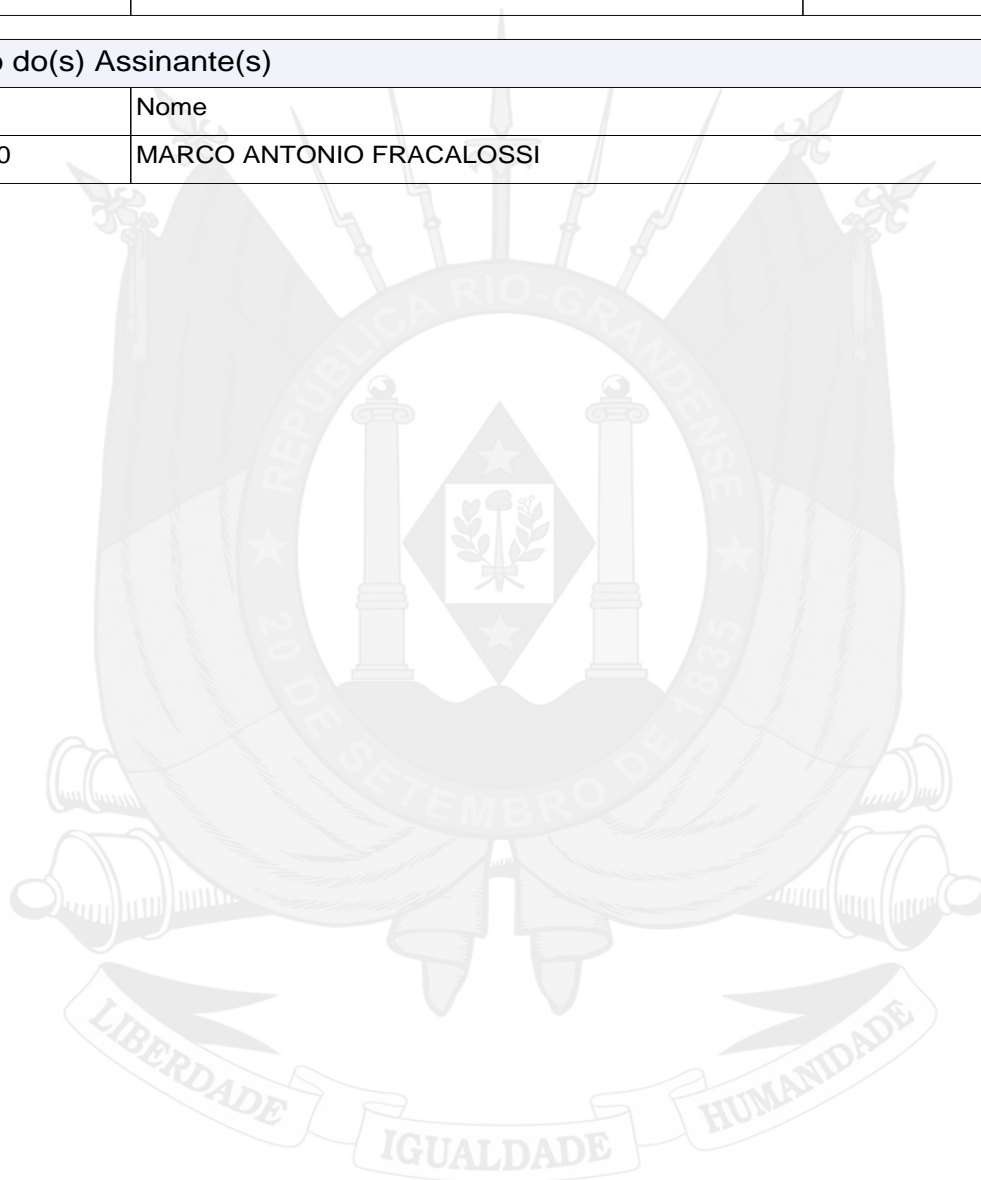 o do(s) Assinante(s)
Nome
0 MARCO ANTONIO FRACALOSSI
REPÚBLICA RIO-GRANDENSE
★ 20 DE SETEMBRO DE 1835 ★
LIBERDADE
IGUALDADE
HUMANIDADE